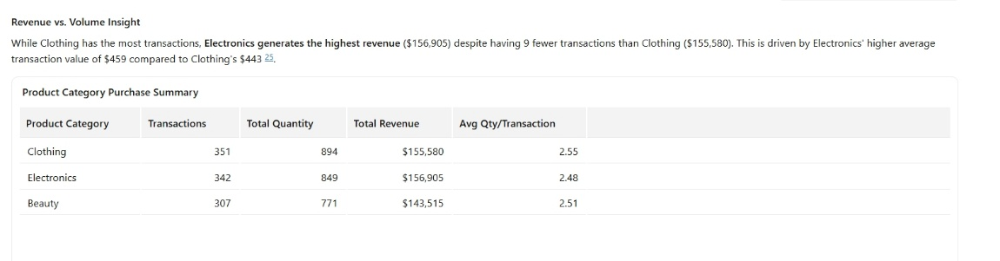 Revenue vs. Volume Insight
While Clothing has the most transactions, Electronics generates the highest revenue ($156,905) despite having 9 fewer transactions than Clothing ($155,580). This is driven by Electronics' higher average
transaction value of $459 compared to Clothing's $443 25.
Product Category Purchase Summary
Product Category Transactions Total Quantity Total Revenue Avg Qty/Transaction
Clothing 351 894 $155,580 2.55
Electronics 342 849 $156,905 2.48
Beauty 307 771 $143,515 2.51